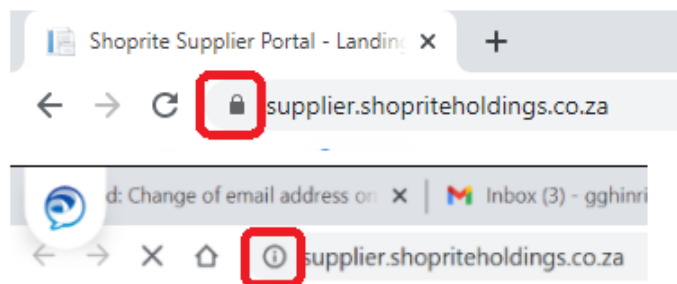 Shoprite Supplier Portal - Landing
supplier.shopriteholdings.co.za
d: Change of email address on
Inbox (3) - gghinri
supplier.shopriteholdings.co.za